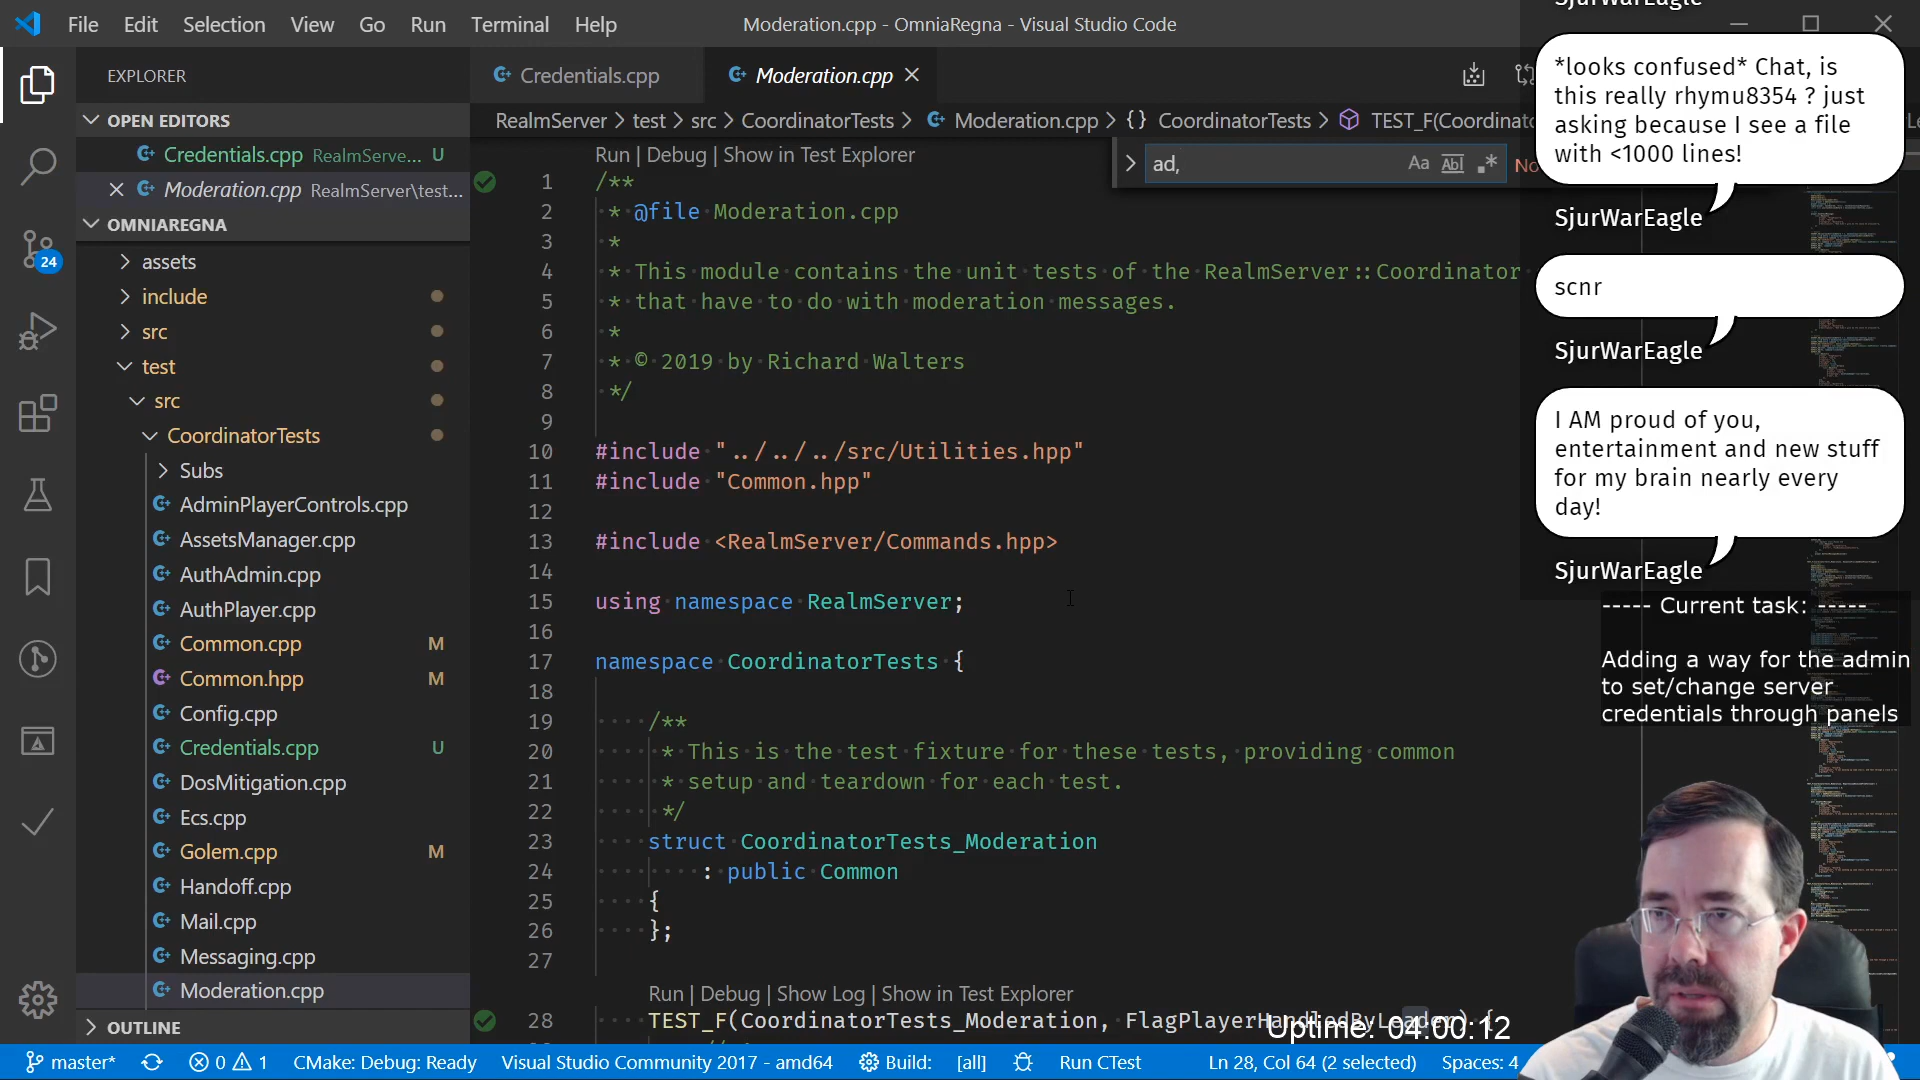 File Edit Selection View Go Run Terminal Help
Moderation.cpp - OmniaRegna - Visual Studio Code
SjurWarEagle
EXPLORER
Credentials.cpp
Moderation.cpp
*looks confused* Chat, is
this really rhymu8354 ? just
asking because I see a file
with <1000 lines!
SjurWarEagle
scnr
SjurWarEagle
I AM proud of you,
entertainment and new stuff
for my brain nearly every
day!
SjurWarEagle
----- Current task: -----
Adding a way for the admin
to set/change server
credentials through panels
OPEN EDITORS
Credentials.cpp RealmServe... U
Moderation.cpp RealmServer\test...
OMNIAREGNA
assets
include
src
test
src
CoordinatorTests
Subs
AdminPlayerControls.cpp
AssetsManager.cpp
AuthAdmin.cpp
AuthPlayer.cpp
Common.cpp M
Common.hpp M
Config.cpp
Credentials.cpp U
DosMitigation.cpp
Ecs.cpp
Golem.cpp M
Handoff.cpp
Mail.cpp
Messaging.cpp
Moderation.cpp
OUTLINE
24
RealmServer > test > src > CoordinatorTests > Moderation.cpp > {} CoordinatorTests > TEST_F(Coordinato
ad,
Aa Abl .*
No
Run | Debug | Show in Test Explorer
1 /**
2 * @file Moderation.cpp
3 *
4 * This module contains the unit tests of the RealmServer::Coordinator
5 * that have to do with moderation messages.
6 *
7 * © 2019 by Richard Walters
8 */
9
10 #include "../../../src/Utilities.hpp"
11 #include "Common.hpp"
12
13 #include <RealmServer/Commands.hpp>
14
15 using namespace RealmServer;
16
17 namespace CoordinatorTests {
18
19 /**
20 * This is the test fixture for these tests, providing common
21 * setup and teardown for each test.
22 */
23 struct CoordinatorTests_Moderation
24 : public Common
25 {
26 };
27
Run | Debug | Show Log | Show in Test Explorer
28 TEST_F(CoordinatorTests_Moderation, FlagPlayerHandledByLeader) {
Uptime: 04:00:12
master* 0 1 CMake: Debug: Ready Visual Studio Community 2017 - amd64 Build: [all] Run CTest Ln 28, Col 64 (2 selected) Spaces: 4